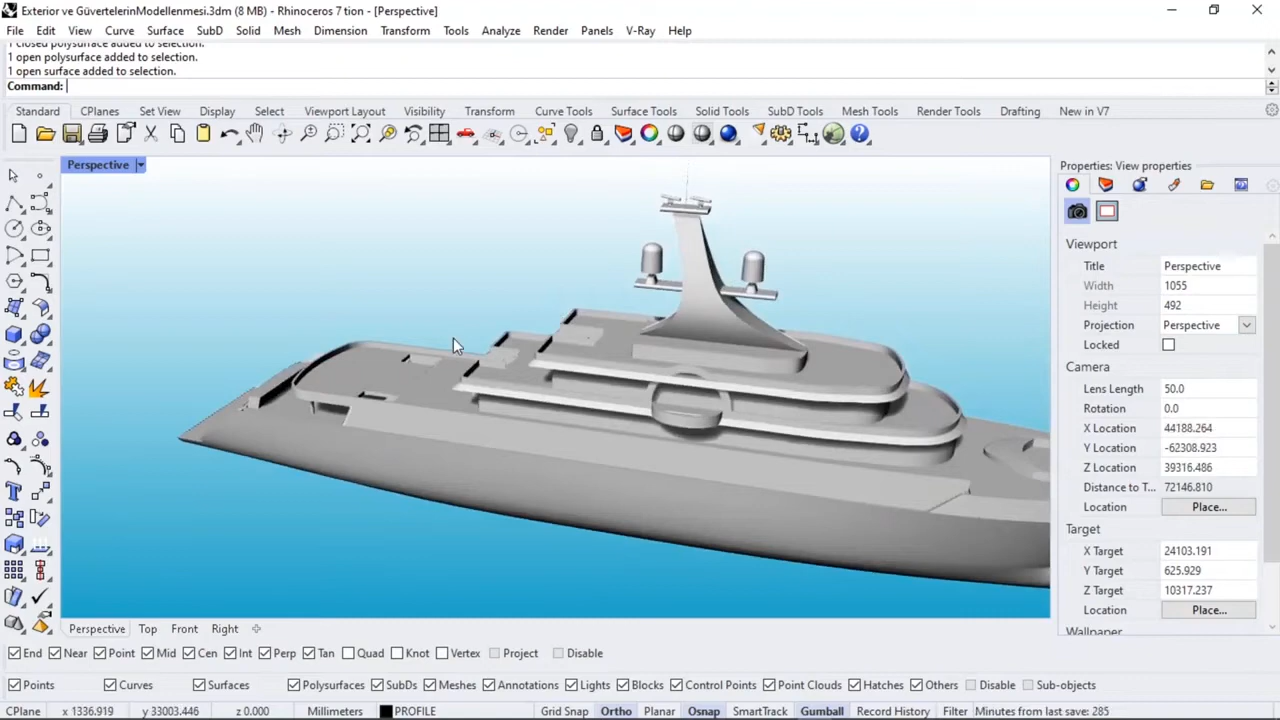 Exterior ve GüvertelerinModellenmesi.3dm (8 MB) - Rhinoceros 7 tion - [Perspective]
File Edit View Curve Surface SubD Solid Mesh Dimension Transform Tools Analyze Render Panels V-Ray Help
1 closed polysurface added to selection.
1 open polysurface added to selection.
1 open surface added to selection.
Command:
Standard CPlanes Set View Display Select Viewport Layout Visibility Transform Curve Tools Surface Tools Solid Tools SubD Tools Mesh Tools Render Tools Drafting New in V7
Perspective
Properties: View properties
Viewport
Title Perspective
Width 1055
Height 492
Projection Perspective
Locked
Camera
Lens Length 50.0
Rotation 0.0
X Location 44188.264
Y Location -62308.923
Z Location 39316.486
Distance to T... 72146.810
Location Place...
Target
X Target 24103.191
Y Target 625.929
Z Target 10317.237
Location Place...
Wallpaper
Perspective Top Front Right
End Near Point Mid Cen Int Perp Tan Quad Knot Vertex Project Disable
Points Curves Surfaces Polysurfaces SubDs Meshes Annotations Lights Blocks Control Points Point Clouds Hatches Others Disable Sub-objects
CPlane x 1336.919 y 33003.446 z 0.000 Millimeters PROFILE Grid Snap Ortho Planar Osnap SmartTrack Gumball Record History Filter Minutes from last save: 285